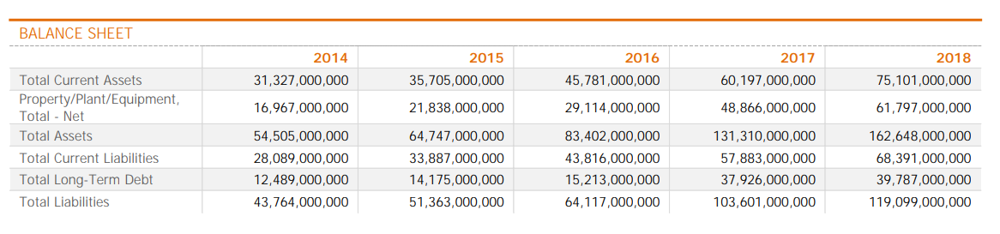 BALANCE SHEET
2014 2015 2016 2017 2018
Total Current Assets 31,327,000,000 35,705,000,000 45,781,000,000 60,197,000,000 75,101,000,000
Property/Plant/Equipment,
Total - Net 16,967,000,000 21,838,000,000 29,114,000,000 48,866,000,000 61,797,000,000
Total Assets 54,505,000,000 64,747,000,000 83,402,000,000 131,310,000,000 162,648,000,000
Total Current Liabilities 28,089,000,000 33,887,000,000 43,816,000,000 57,883,000,000 68,391,000,000
Total Long-Term Debt 12,489,000,000 14,175,000,000 15,213,000,000 37,926,000,000 39,787,000,000
Total Liabilities 43,764,000,000 51,363,000,000 64,117,000,000 103,601,000,000 119,099,000,000